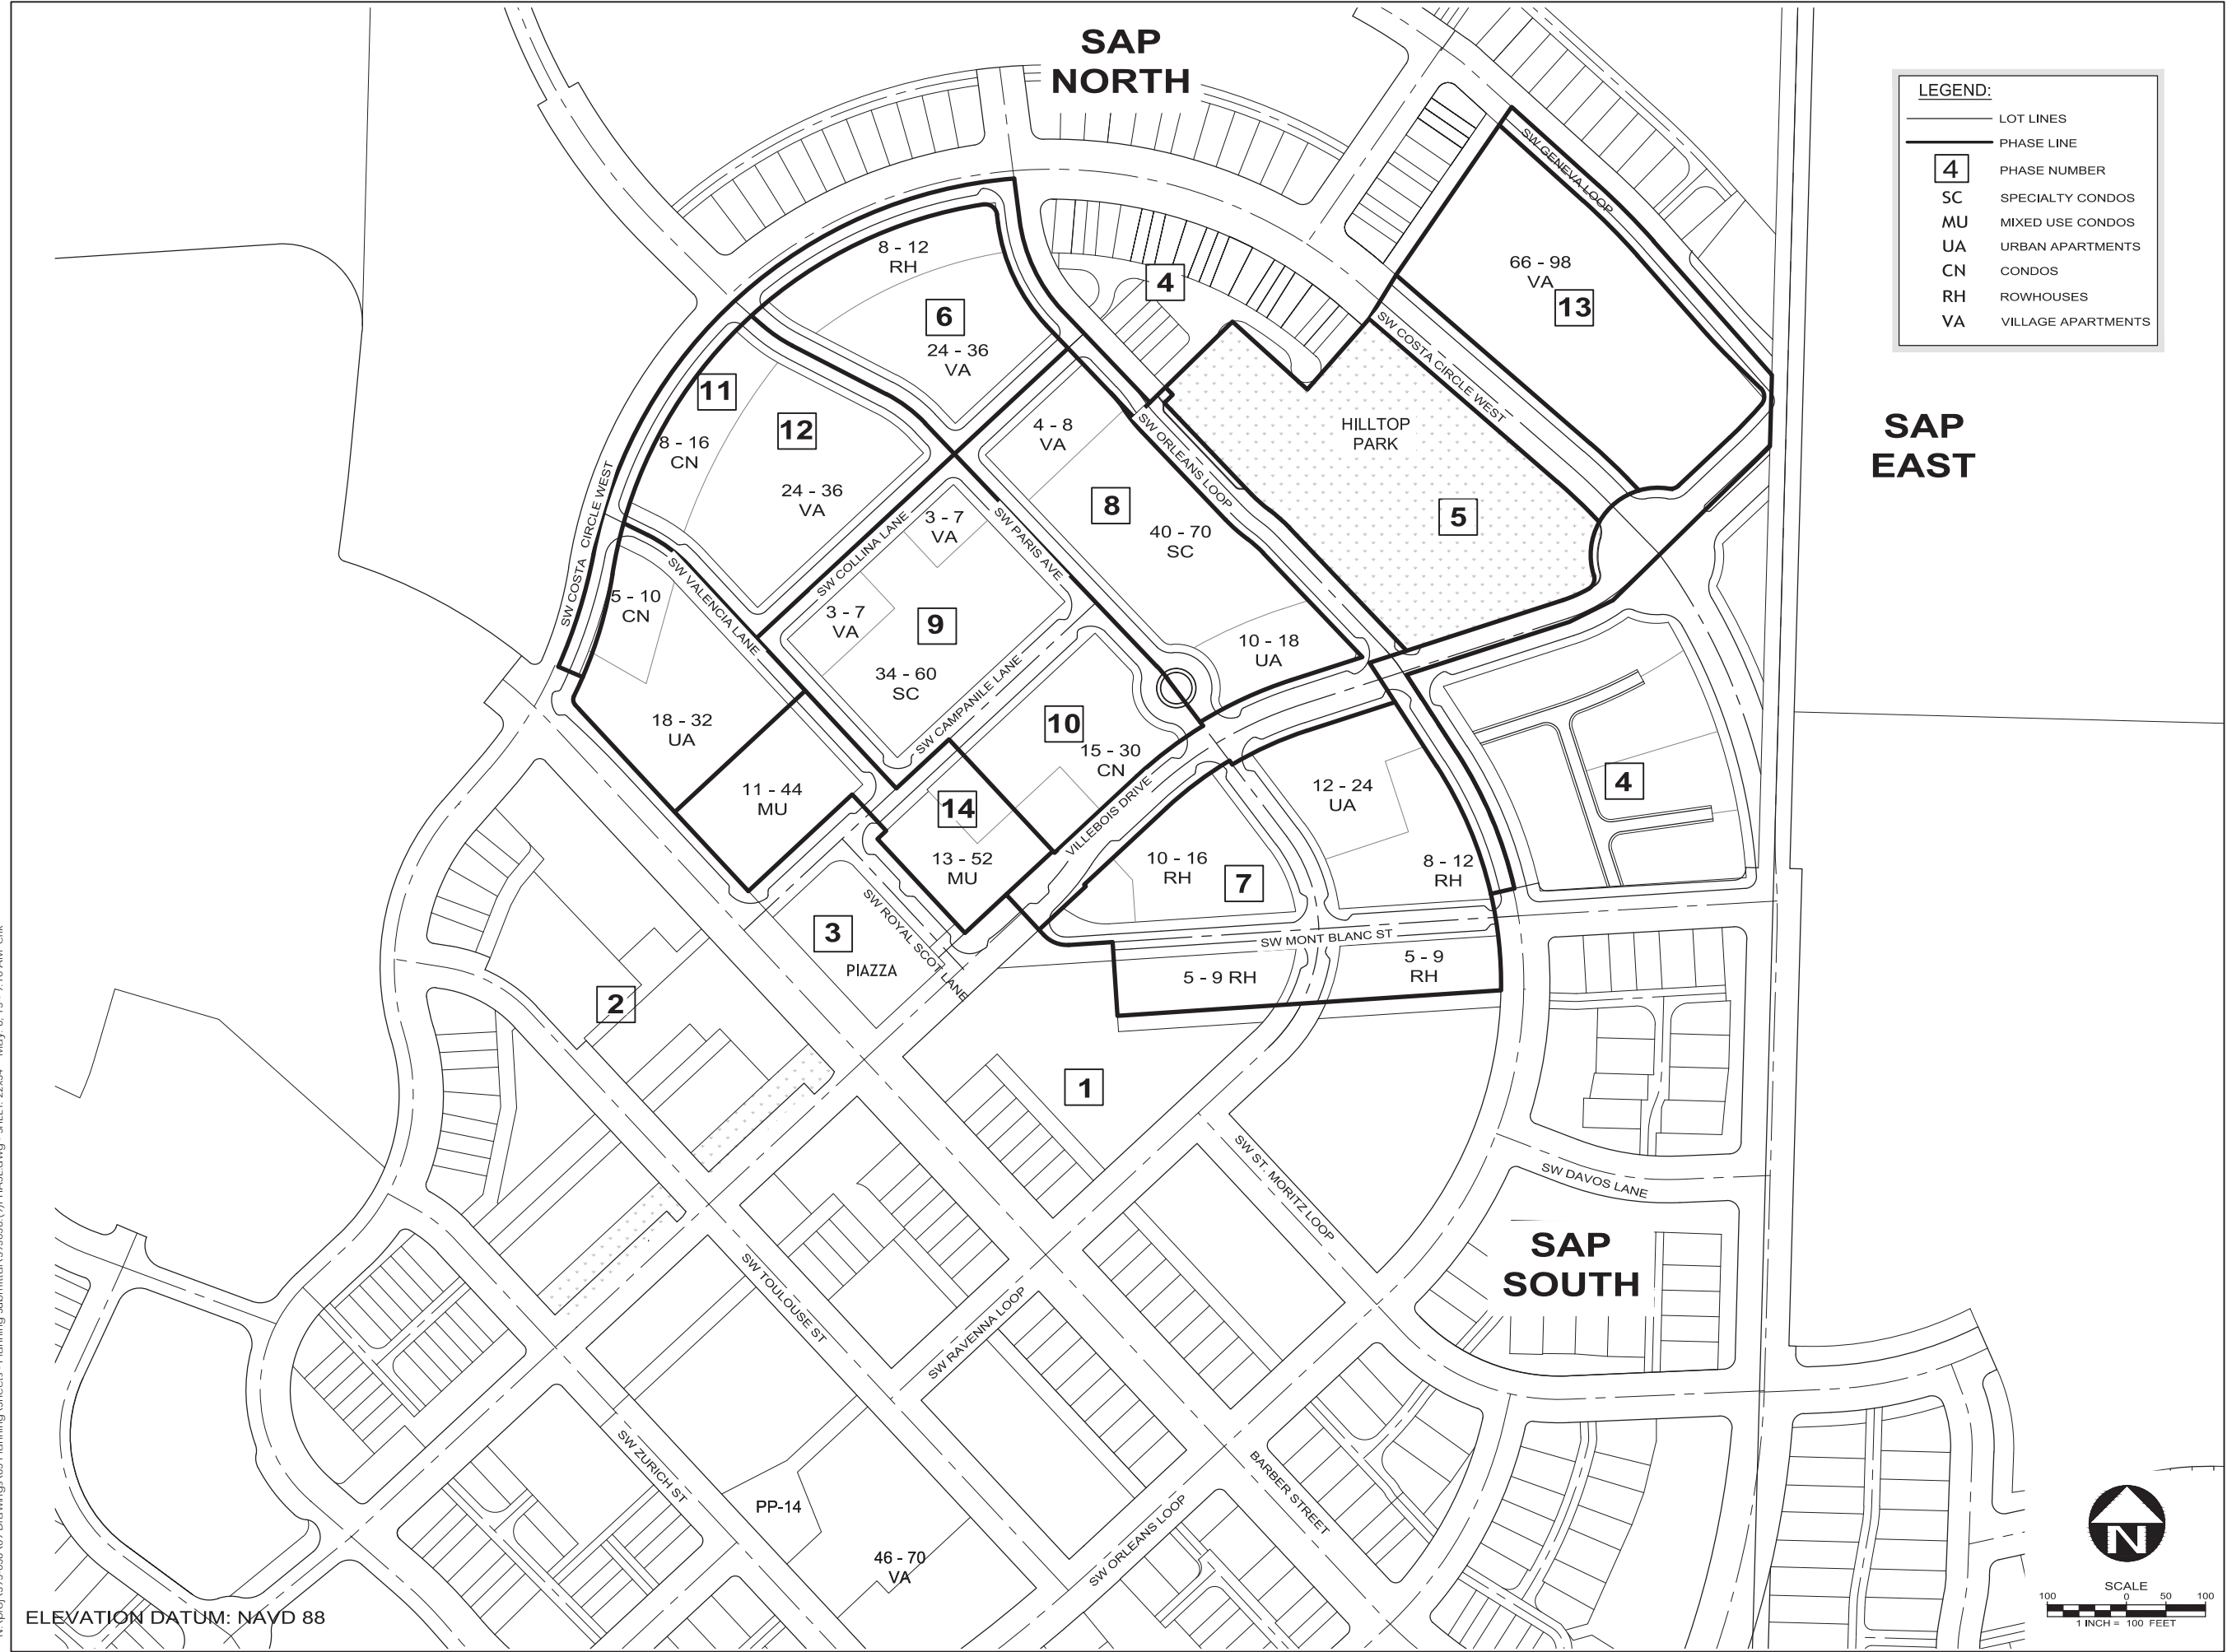 SAP
NORTH
LEGEND:
LOT LINES
PHASE LINE
4 PHASE NUMBER
SC SPECIALTY CONDOS
MU MIXED USE CONDOS
UA URBAN APARTMENTS
CN CONDOS
RH ROWHOUSES
VA VILLAGE APARTMENTS
SW GENEVA LOOP
8 - 12
RH
4
66 - 98
VA
13
6
24 - 36
VA
SW COSTA CIRCLE WEST
11
8 - 16
CN
12
24 - 36
VA
4 - 8
VA
SW ORLEANS LOOP
HILLTOP
PARK
SAP
EAST
SW COSTA CIRCLE WEST
SW COLLINA LANE
3 - 7
VA
SW PARIS AVE
8
40 - 70
SC
5
5 - 10
CN
SW VALENCIA LANE
3 - 7
VA
9
34 - 60
SC
SW CAMPANILE LANE
10 - 18
UA
18 - 32
UA
10
15 - 30
CN
11 - 44
MU
14
13 - 52
MU
VILLEBOIS DRIVE
12 - 24
UA
4
10 - 16
RH
7
8 - 12
RH
3
PIAZZA
SW ROYAL SCOT LANE
SW MONT BLANC ST
5 - 9 RH
5 - 9
RH
2
1
SW ST. MORITZ LOOP
SW DAVOS LANE
SAP
SOUTH
SW TOULOUSE ST
SW RAVENNA LOOP
SW ZURICH ST
BARBER STREET
PP-14
SW ORLEANS LOOP
46 - 70
VA
N
SCALE
100 0 50 100
1 INCH = 100 FEET
ELEVATION DATUM: NAVD 88